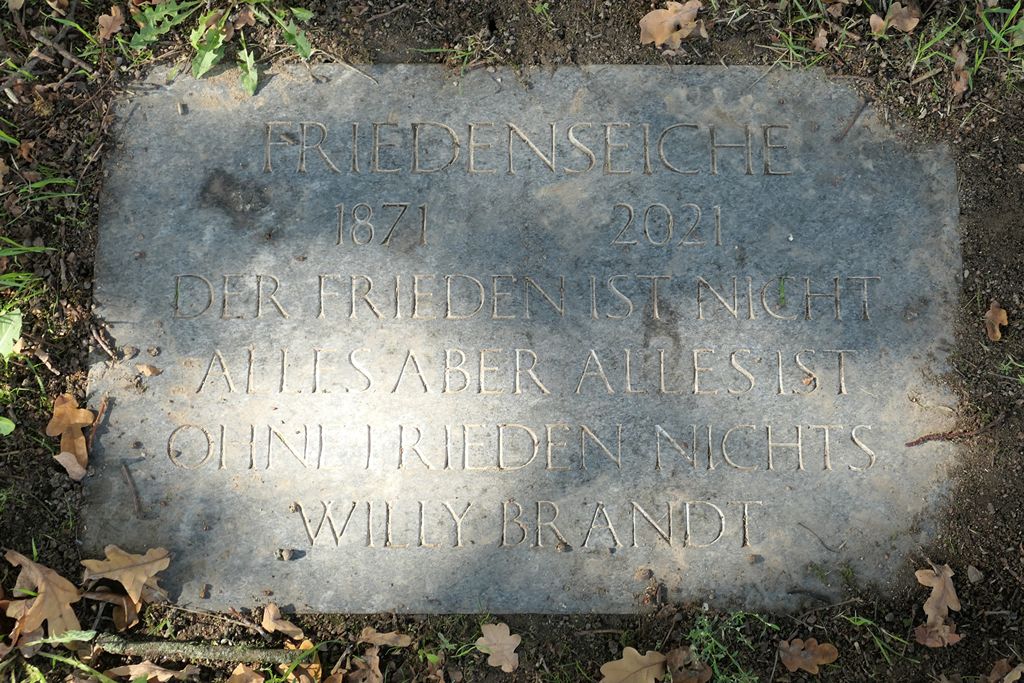 FRIEDENSEICHE
1871 2021
DER FRIEDEN IST NICHT
ALLES ABER ALLES IST
OHNE FRIEDEN NICHTS
WILLY BRANDT